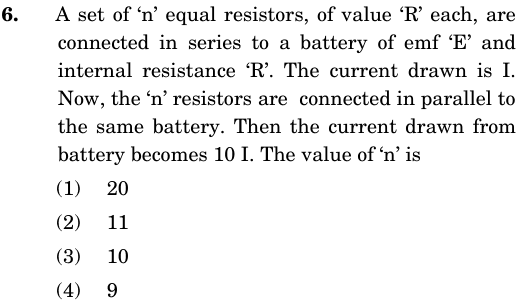 6. A set of ‘n’ equal resistors, of value ‘R’ each, are
connected in series to a battery of emf ‘E’ and
internal resistance ‘R’. The current drawn is I.
Now, the ‘n’ resistors are connected in parallel to
the same battery. Then the current drawn from
battery becomes 10 I. The value of ‘n’ is
(1) 20
(2) 11
(3) 10
(4) 9